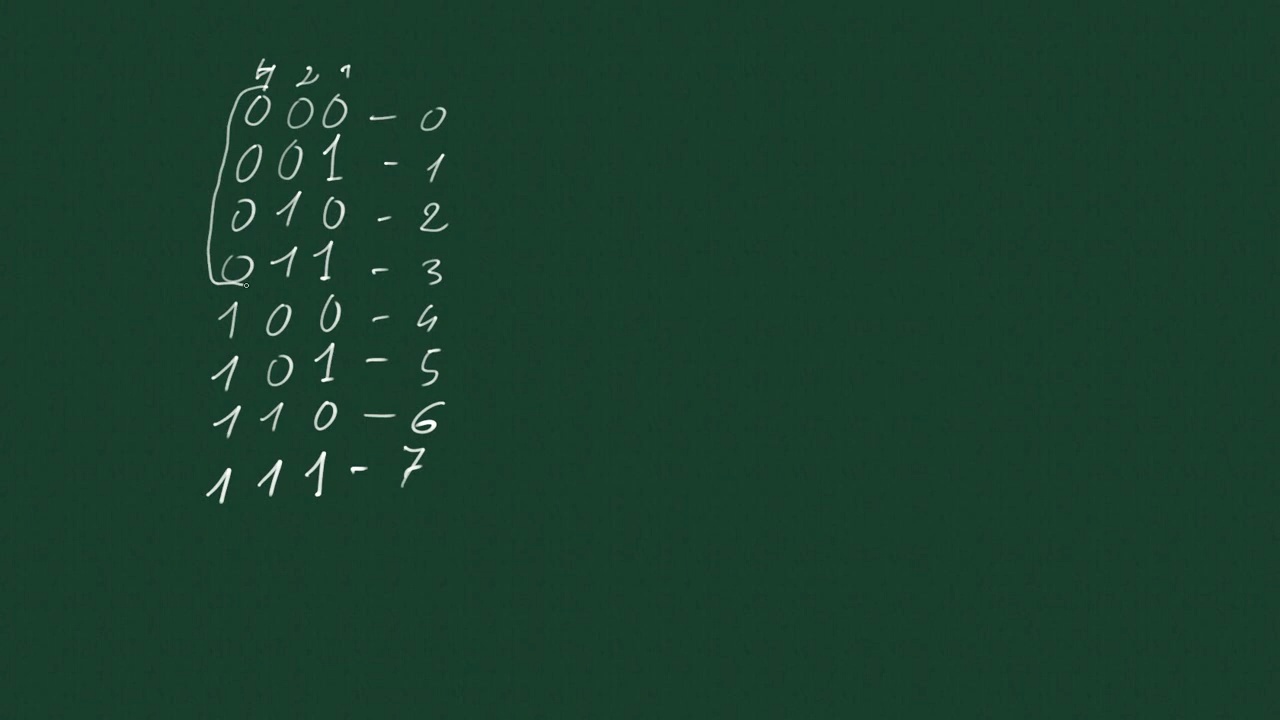 4 2 1
0 0 0 - 0
0 0 1 - 1
0 1 0 - 2
0 1 1 - 3
1 0 0 - 4
1 0 1 - 5
1 1 0 - 6
1 1 1 - 7